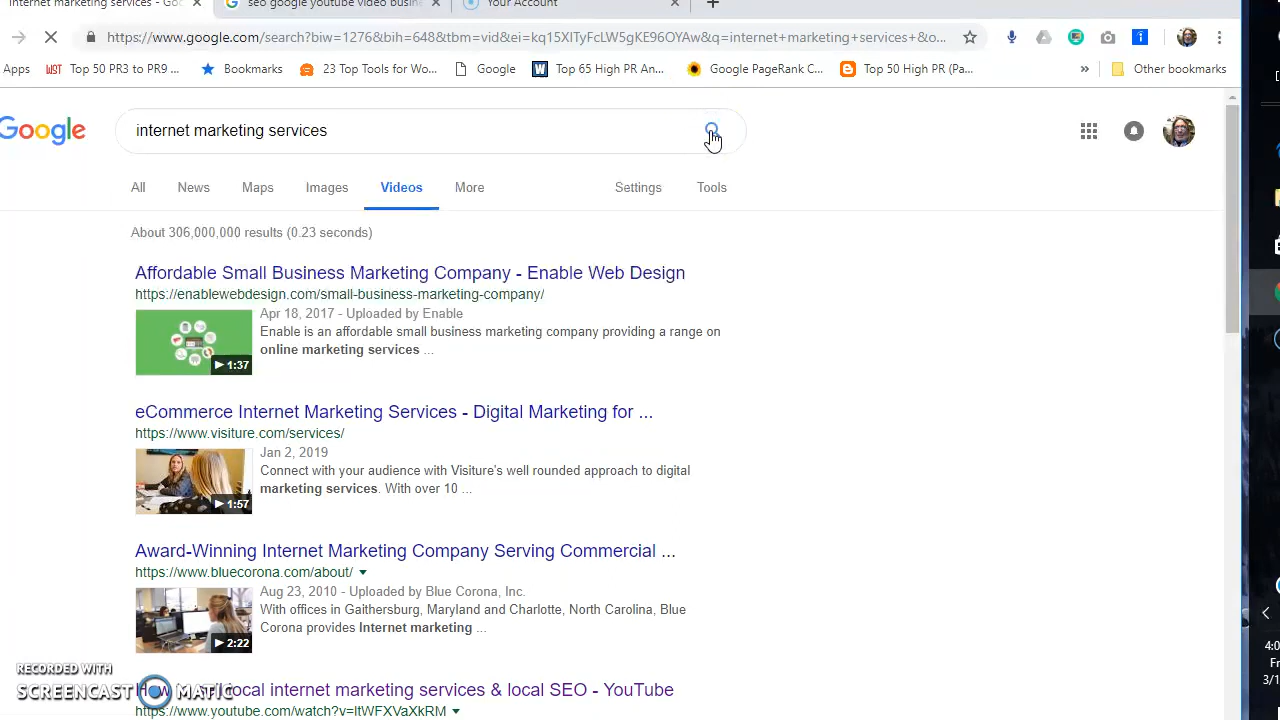 internet marketing services - Goo
seo google youtube video busin
Your Account
https://www.google.com/search?biw=1276&bih=648&tbm=vid&ei=kq15XITyFcLW5gKE96OYAw&q=internet+marketing+services+&o...
Apps
Top 50 PR3 to PR9 ...
Bookmarks
23 Top Tools for Wo...
Google
Top 65 High PR An...
Google PageRank C...
Top 50 High PR (Pa...
»
Other bookmarks
Google
internet marketing services
All News Maps Images Videos More Settings Tools
About 306,000,000 results (0.23 seconds)
Affordable Small Business Marketing Company - Enable Web Design
https://enablewebdesign.com/small-business-marketing-company/
Apr 18, 2017 - Uploaded by Enable
Enable is an affordable small business marketing company providing a range on
online marketing services ...
1:37
eCommerce Internet Marketing Services - Digital Marketing for ...
https://www.visiture.com/services/
Jan 2, 2019
Connect with your audience with Visiture's well rounded approach to digital
marketing services. With over 10 ...
1:57
Award-Winning Internet Marketing Company Serving Commercial ...
https://www.bluecorona.com/about/
Aug 23, 2010 - Uploaded by Blue Corona, Inc.
With offices in Gaithersburg, Maryland and Charlotte, North Carolina, Blue
Corona provides Internet marketing ...
2:22
local internet marketing services & local SEO - YouTube
https://www.youtube.com/watch?v=ltWFXVaXkRM
RECORDED WITH
SCREENCAST MATIC
4:0
Fr
3/1